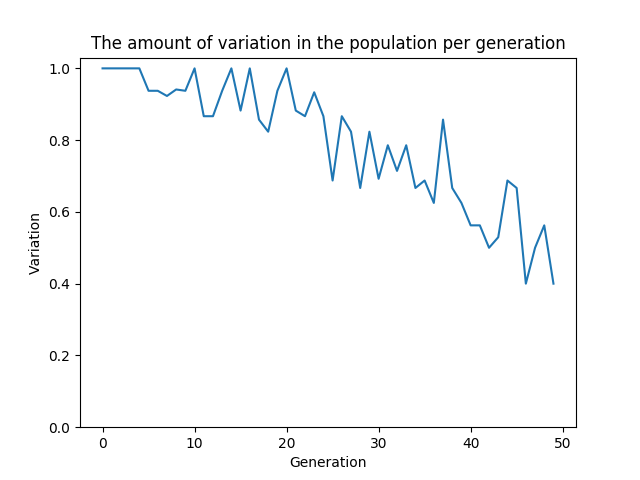 The amount of variation in the population per generation
1.0
0.8
0.6
0.4
0.2
0.0
Variation
0 10 20 30 40 50
Generation